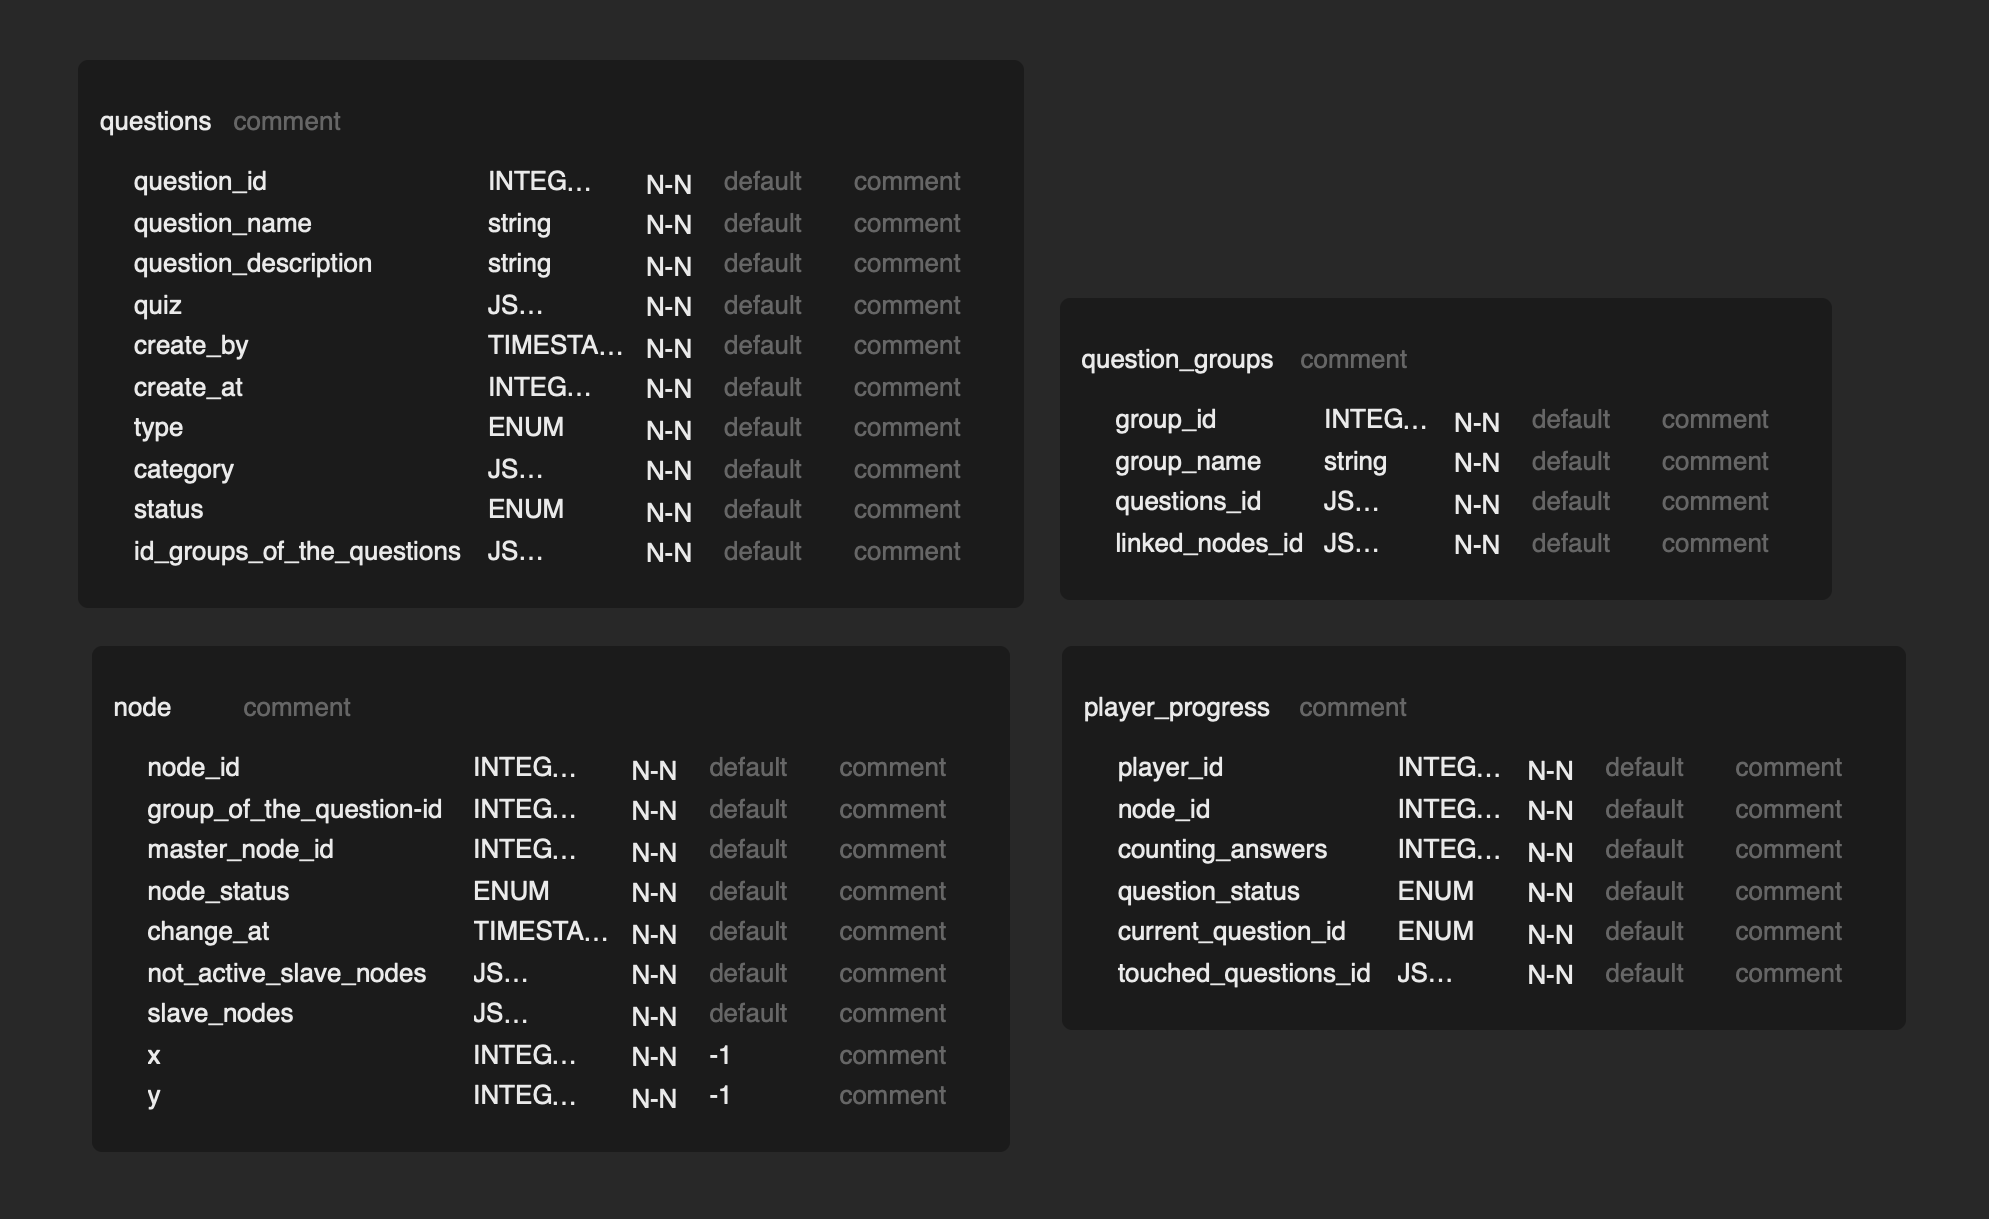 questions comment
question_id INTEG... N-N default comment
question_name string N-N default comment
question_description string N-N default comment
quiz JS... N-N default comment
create_by TIMESTA... N-N default comment
create_at INTEG... N-N default comment
type ENUM N-N default comment
category JS... N-N default comment
status ENUM N-N default comment
id_groups_of_the_questions JS... N-N default comment
question_groups comment
group_id INTEG... N-N default comment
group_name string N-N default comment
questions_id JS... N-N default comment
linked_nodes_id JS... N-N default comment
node comment
node_id INTEG... N-N default comment
group_of_the_question-id INTEG... N-N default comment
master_node_id INTEG... N-N default comment
node_status ENUM N-N default comment
change_at TIMESTA... N-N default comment
not_active_slave_nodes JS... N-N default comment
slave_nodes JS... N-N default comment
x INTEG... N-N -1 comment
y INTEG... N-N -1 comment
player_progress comment
player_id INTEG... N-N default comment
node_id INTEG... N-N default comment
counting_answers INTEG... N-N default comment
question_status ENUM N-N default comment
current_question_id ENUM N-N default comment
touched_questions_id JS... N-N default comment